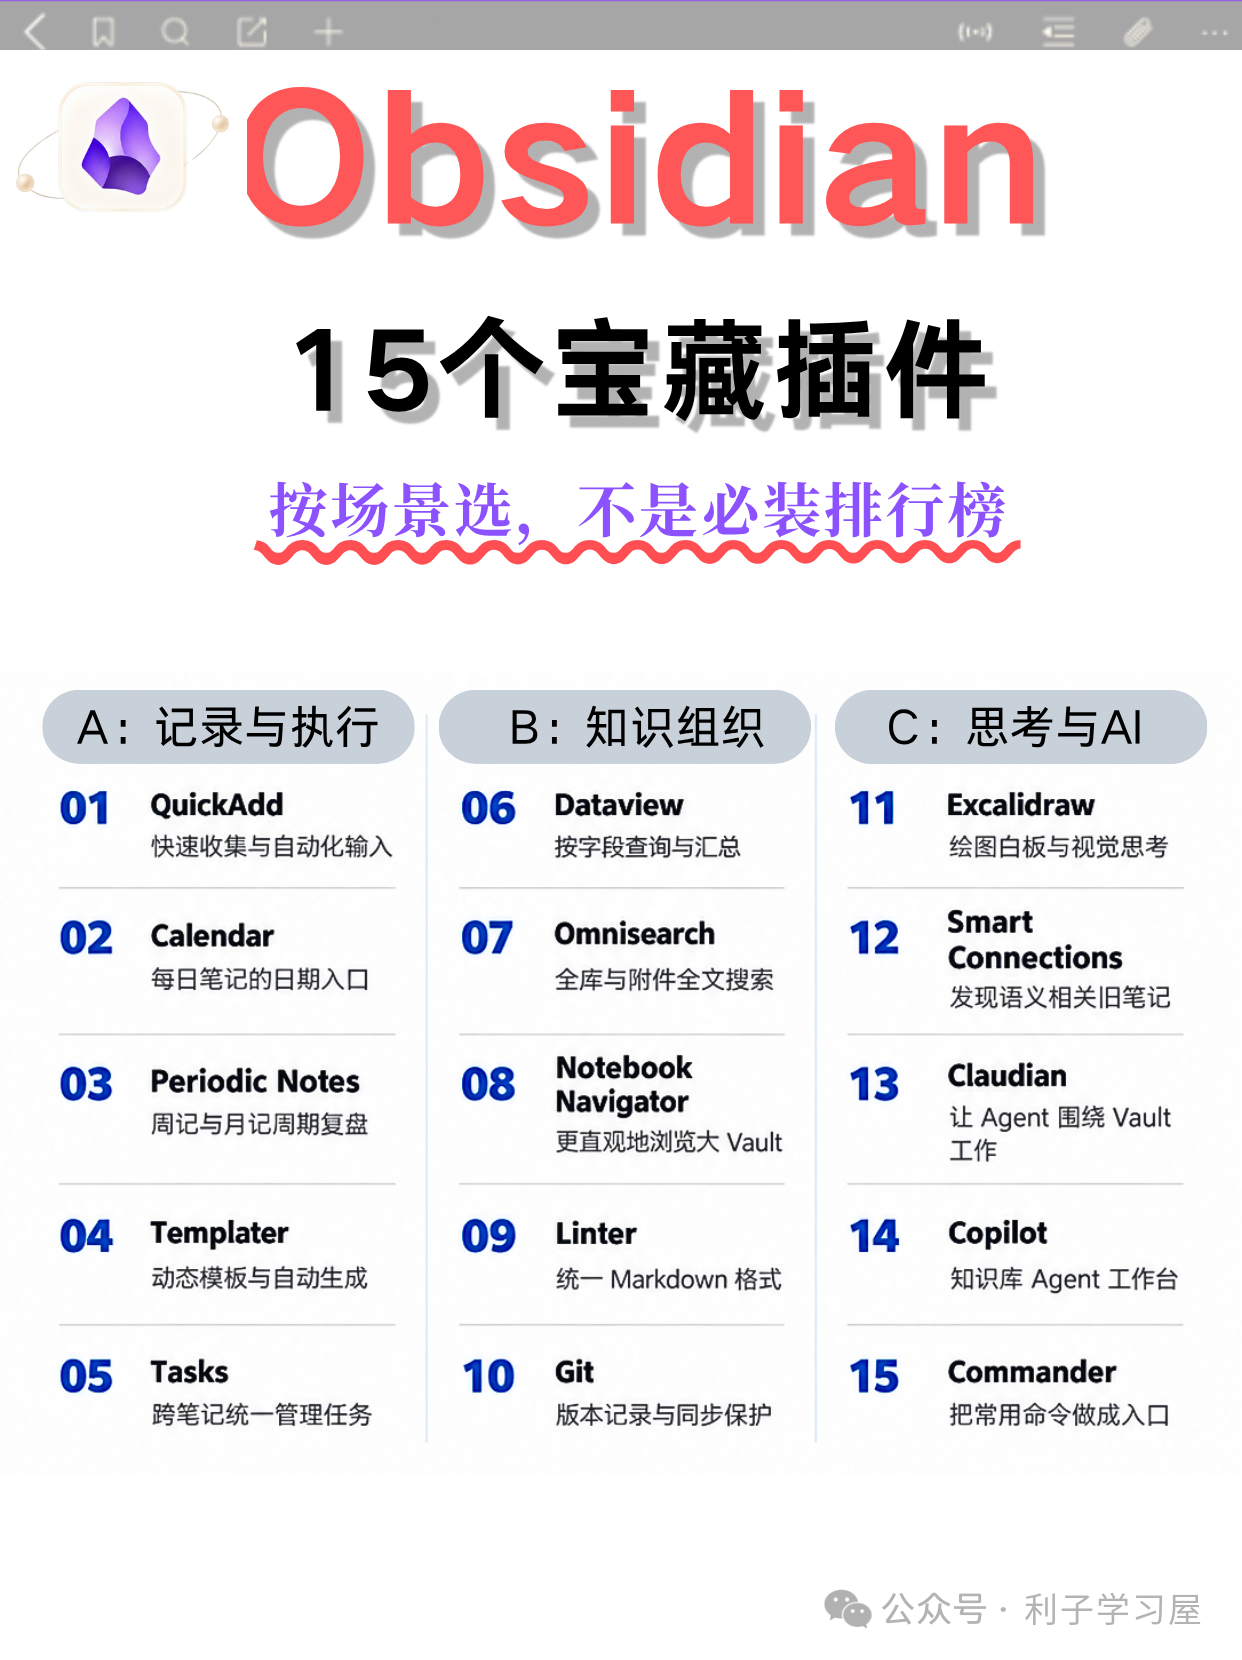 Obsidian
15个宝藏插件
按场景选，不是必装排行榜
A：记录与执行
01
QuickAdd
快速收集与自动化输入
02
Calendar
每日笔记的日期入口
03
Periodic Notes
周记与月记周期复盘
04
Templater
动态模板与自动生成
05
Tasks
跨笔记统一管理任务
B：知识组织
06
Dataview
按字段查询与汇总
07
Omnisearch
全库与附件全文搜索
08
Notebook
Navigator
更直观地浏览大 Vault
09
Linter
统一 Markdown 格式
10
Git
版本记录与同步保护
C：思考与AI
11
Excalidraw
绘图白板与视觉思考
12
Smart
Connections
发现语义相关旧笔记
13
Claudian
让 Agent 围绕 Vault
工作
14
Copilot
知识库 Agent 工作台
15
Commander
把常用命令做成入口
公众号 · 利子学习屋